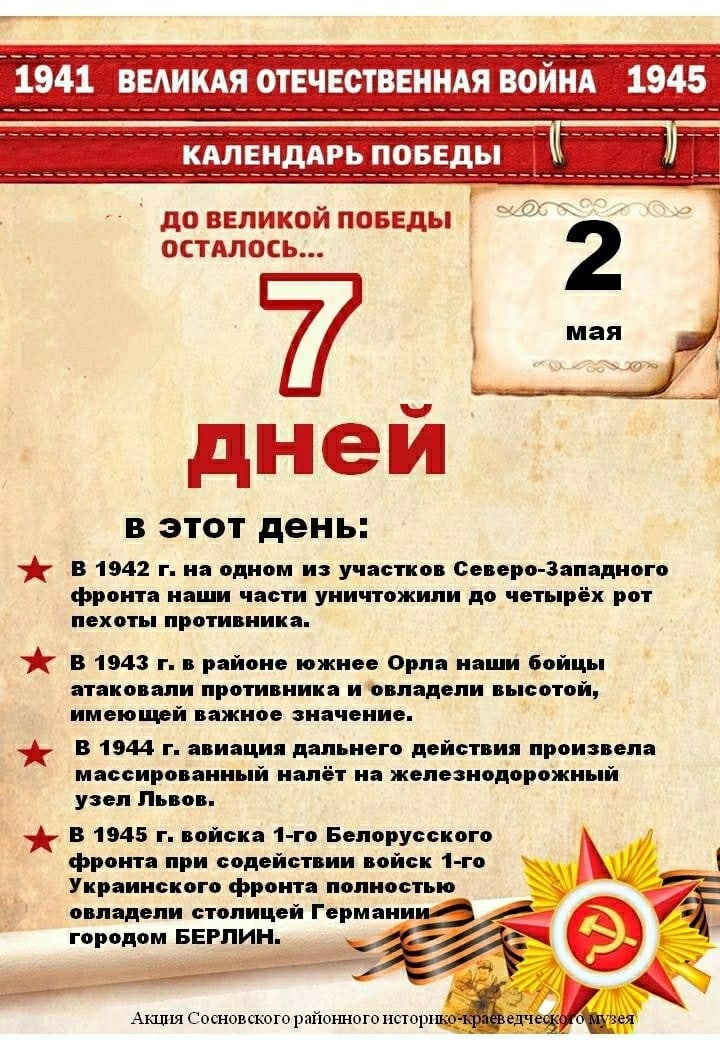 1941 ВЕЛИКАЯ ОТЕЧЕСТВЕННАЯ ВОЙНА 1945
КАЛЕНДАРЬ ПОБЕДЫ
ДО ВЕЛИКОЙ ПОБЕДЫ
ОСТАЛОСЬ...
7
дней
2
мая
в этот день:
В 1942 г. на одном из участков Северо-Западного
фронта наши части уничтожили до четырёх рот
пехоты противника.
В 1943 г. в районе южнее Орла наши бойцы
атаковали противника и овладели высотой,
имеющей важное значение.
В 1944 г. авиация дальнего действия произвела
массированный налёт на железнодорожный
узел Львов.
В 1945 г. войска 1-го Белорусского
фронта при содействии войск 1-го
Украинского фронта полностью
овладели столицей Германии
городом БЕРЛИН.
Акция Сосновского районного историко-краеведческого музея